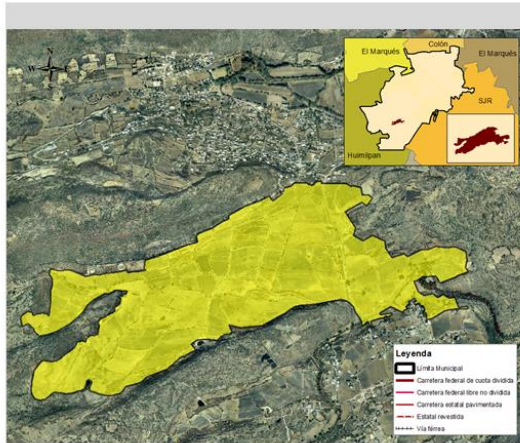 El Marqués
Colón
El Marqués
SJR
Huimilpan
N
W
E
S
Leyenda
Límite Municipal
Carretera federal de cuota dividida
Carretera federal libre no dividida
Carretera estatal pavimentada
Estatal revestida
Vía férrea